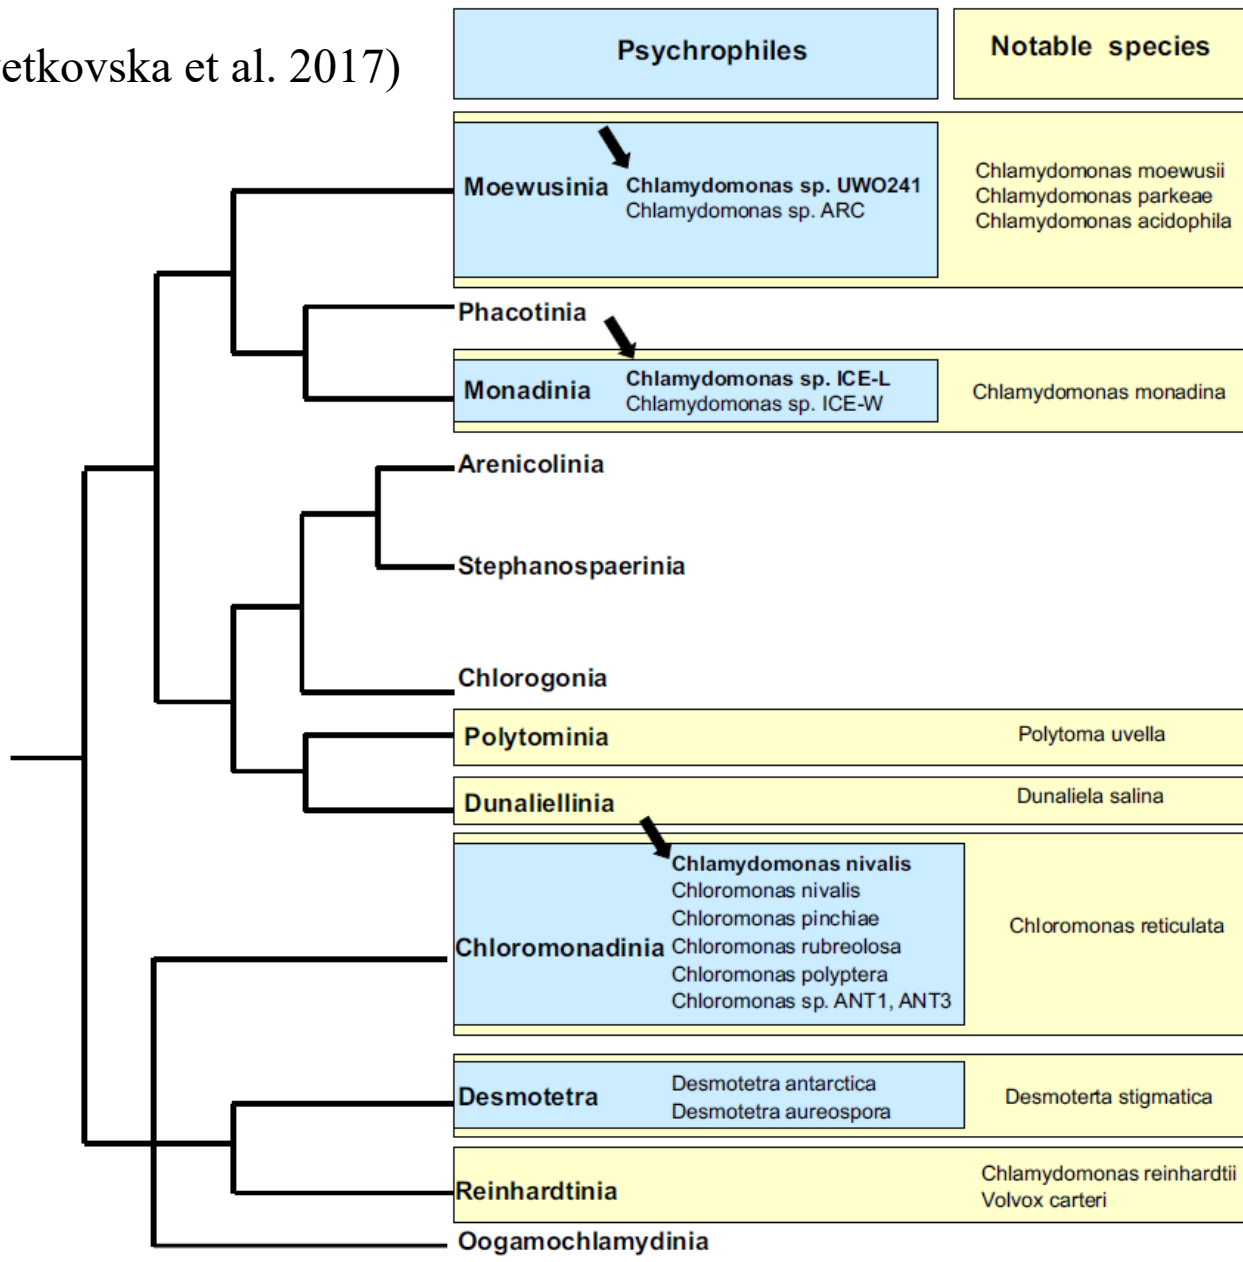 etkovska et al. 2017)
Psychrophiles
Notable species
Moewusinia
Chlamydomonas sp. UWO241
Chlamydomonas sp. ARC
Chlamydomonas moewusii
Chlamydomonas parkeae
Chlamydomonas acidophila
Phacotinia
Monadinia
Chlamydomonas sp. ICE-L
Chlamydomonas sp. ICE-W
Chlamydomonas monadina
Arenicolinia
Stephanospaerinia
Chlorogonia
Polytominia
Polytoma uvella
Dunaliellinia
Dunaliela salina
Chloromonadinia
Chlamydomonas nivalis
Chloromonas nivalis
Chloromonas pinchiae
Chloromonas rubreolosa
Chloromonas polyptera
Chloromonas sp. ANT1, ANT3
Chloromonas reticulata
Desmotetra
Desmotetra antarctica
Desmotetra aureospora
Desmoterta stigmatica
Reinhardtinia
Chlamydomonas reinhardtii
Volvox carteri
Oogamochlamydinia